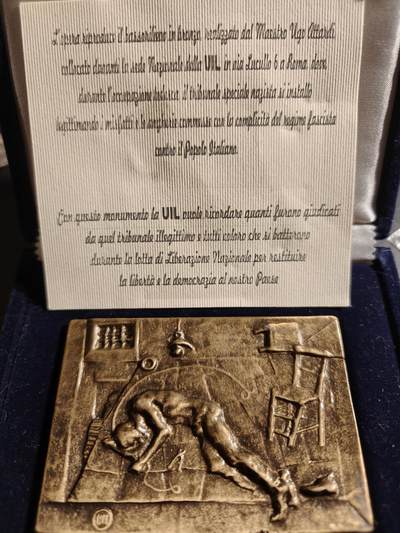 L'opera riproduce il bassorilievo in bronzo realizzato dal Maestro Ugo Attardi,
collocato davanti la sede Nazionale della UIL, in via Lucullo 6 a Roma, dove,
durante l'occupazione tedesca, il tribunale speciale nazista si installò
legittimando i misfatti e le angherie commesse con la complicità del regime fascista
contro il Popolo Italiano.
Con questo monumento la UIL vuole ricordare quanti furono giudicati
da quel tribunale illegittimo e tutti coloro che si batterono
durante la lotta di Liberazione Nazionale per restituire
la libertà e la democrazia al nostro Paese